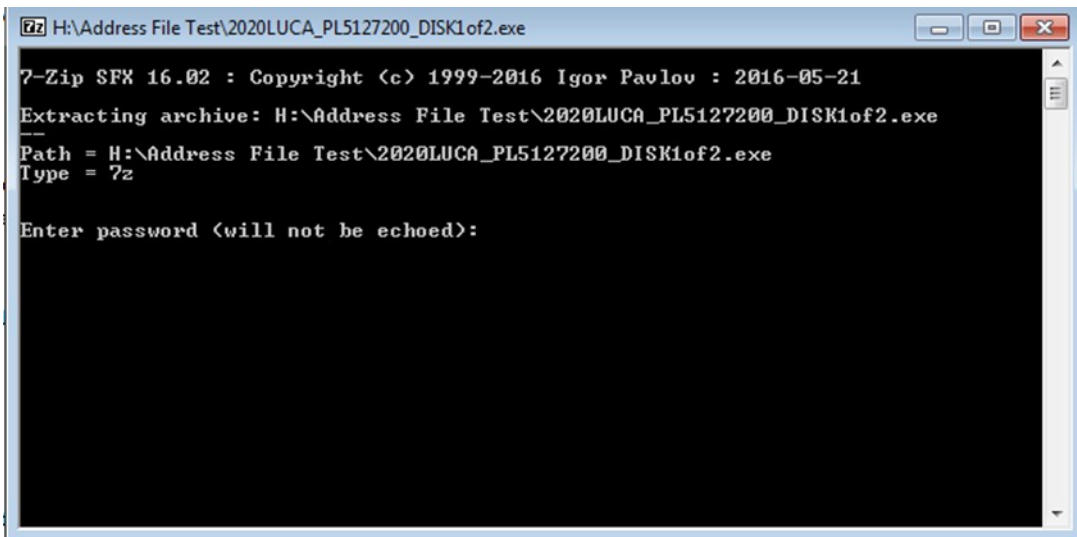 H:\Address File Test\2020LUCA_PL5127200_DISK1of2.exe
7-Zip SFX 16.02 : Copyright (c) 1999-2016 Igor Pavlov : 2016-05-21
Extracting archive: H:\Address File Test\2020LUCA_PL5127200_DISK1of2.exe
--
Path = H:\Address File Test\2020LUCA_PL5127200_DISK1of2.exe
Type = 7z
Enter password (will not be echoed):